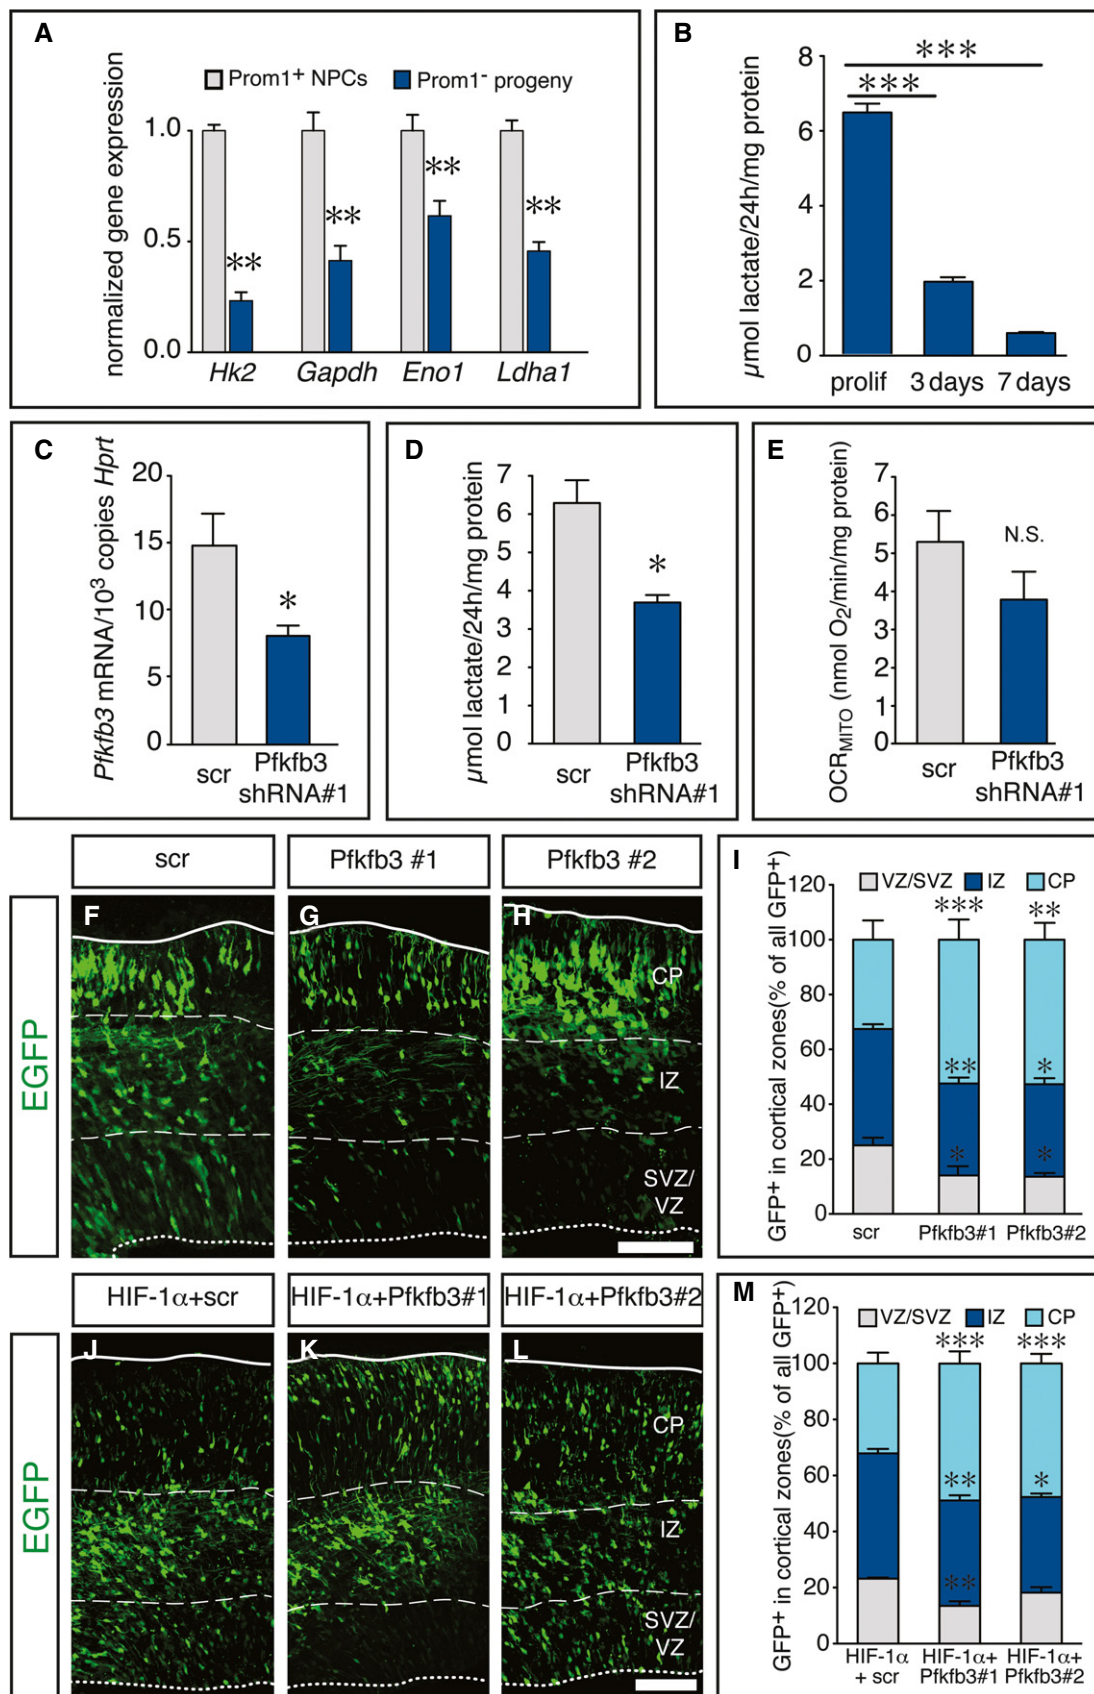 A
Prom1+ NPCs
Prom1- progeny
normalized gene expression
1.0
0.5
0.0
**
**
**
**
Hk2
Gapdh
Eno1
Ldha1
B
µmol lactate/24h/mg protein
8
6
4
2
0
***
***
prolif
3 days
7 days
C
Pfkfb3 mRNA/10³ copies Hprt
20
15
10
5
0
*
scr
Pfkfb3
shRNA#1
D
µmol lactate/24h/mg protein
7
6
5
4
3
2
1
0
*
scr
Pfkfb3
shRNA#1
E
OCRMITO (nmol O2/min/mg protein)
7
6
5
4
3
2
1
0
N.S.
scr
Pfkfb3
shRNA#1
scr
Pfkfb3 #1
Pfkfb3 #2
EGFP
F
G
H
CP
IZ
SVZ/
VZ
I
GFP+ in cortical zones(% of all GFP+)
VZ/SVZ
IZ
CP
120
100
80
60
40
20
0
***
**
**
*
*
*
scr
Pfkfb3#1
Pfkfb3#2
HIF-1α+scr
HIF-1α+Pfkfb3#1
HIF-1α+Pfkfb3#2
EGFP
J
K
L
CP
IZ
SVZ/
VZ
M
GFP+ in cortical zones(% of all GFP+)
VZ/SVZ
IZ
CP
120
100
80
60
40
20
0
***
***
**
*
**
HIF-1α
+ scr
HIF-1α+
Pfkfb3#1
HIF-1α+
Pfkfb3#2